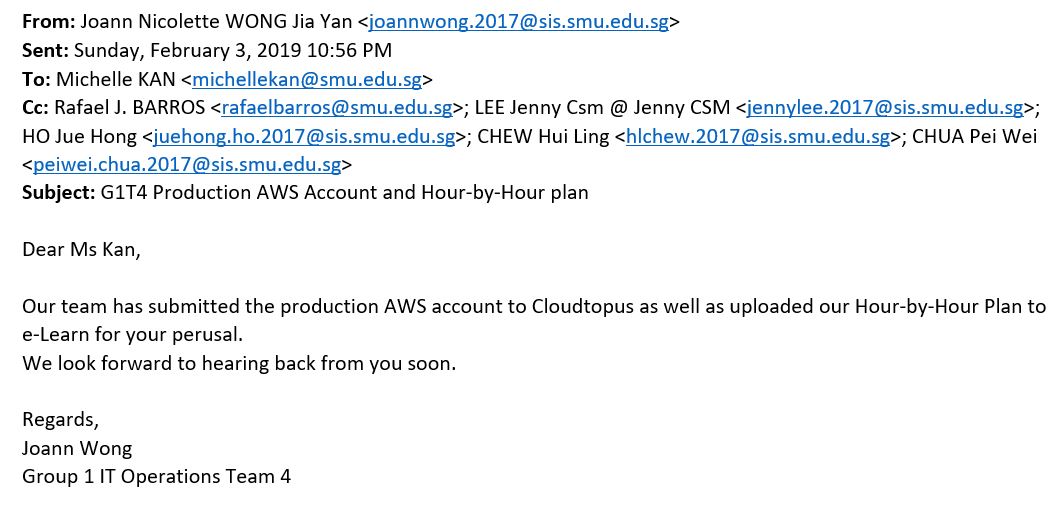 From: Joann Nicolette WONG Jia Yan <joannwong.2017@sis.smu.edu.sg>
Sent: Sunday, February 3, 2019 10:56 PM
To: Michelle KAN <michellekan@smu.edu.sg>
Cc: Rafael J. BARROS <rafaelbarros@smu.edu.sg>; LEE Jenny Csm @ Jenny CSM <jennylee.2017@sis.smu.edu.sg>;
HO Jue Hong <juehong.ho.2017@sis.smu.edu.sg>; CHEW Hui Ling <hlchew.2017@sis.smu.edu.sg>; CHUA Pei Wei
<peiwei.chua.2017@sis.smu.edu.sg>
Subject: G1T4 Production AWS Account and Hour-by-Hour plan
Dear Ms Kan,
Our team has submitted the production AWS account to Cloudtopus as well as uploaded our Hour-by-Hour Plan to
e-Learn for your perusal.
We look forward to hearing back from you soon.
Regards,
Joann Wong
Group 1 IT Operations Team 4